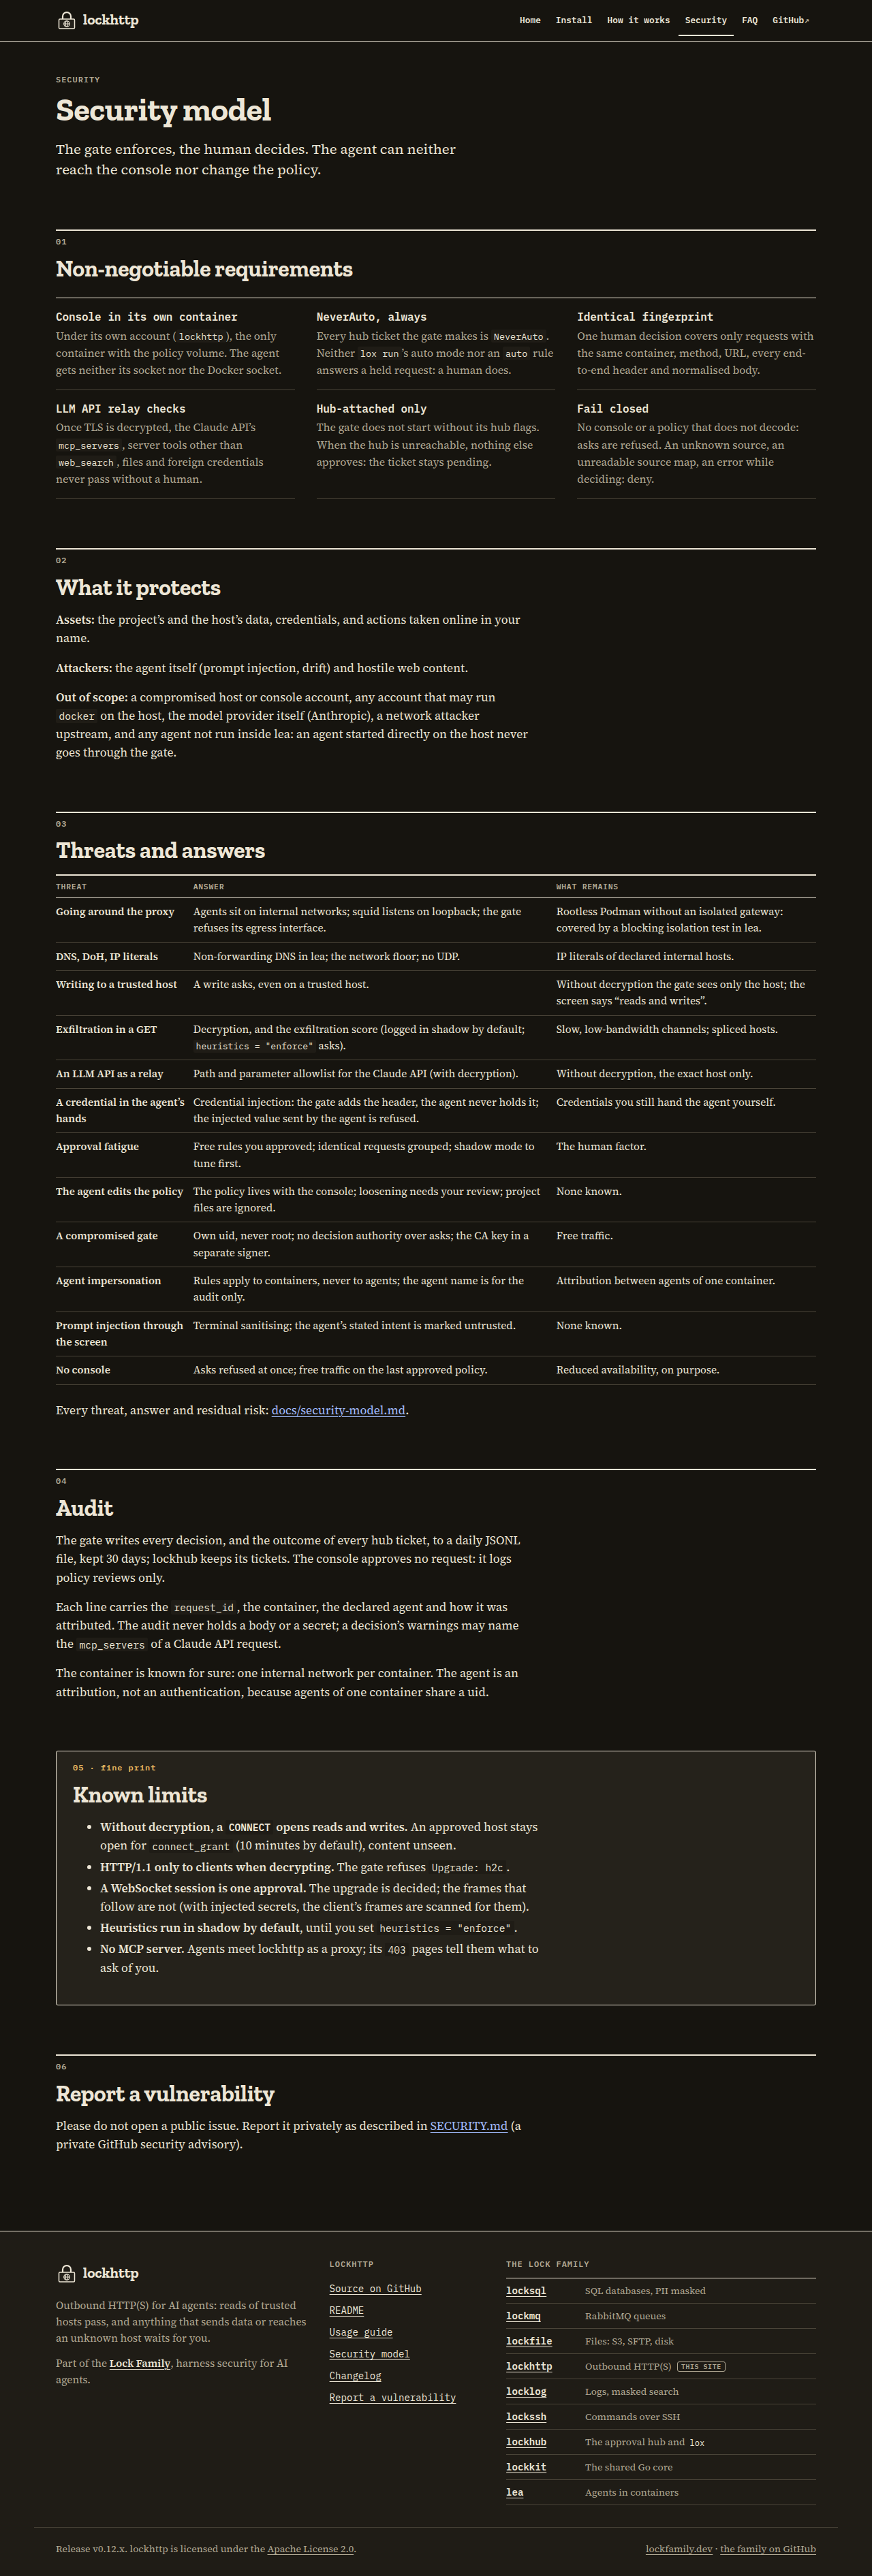 lockhttp
Home Install How it works Security FAQ GitHub↗
SECURITY
Security model
The gate enforces, the human decides. The agent can neither
reach the console nor change the policy.
01
Non-negotiable requirements
Console in its own container
Under its own account (lockhttp), the only
container with the policy volume. The agent
gets neither its socket nor the Docker socket.
NeverAuto, always
Every hub ticket the gate makes is NeverAuto.
Neither lox run's auto mode nor an auto rule
answers a held request: a human does.
Identical fingerprint
One human decision covers only requests with
the same container, method, URL, every end-
to-end header and normalised body.
LLM API relay checks
Once TLS is decrypted, the Claude API's
mcp_servers, server tools other than
web_search, files and foreign credentials
never pass without a human.
Hub-attached only
The gate does not start without its hub flags.
When the hub is unreachable, nothing else
approves: the ticket stays pending.
Fail closed
No console or a policy that does not decode:
asks are refused. An unknown source, an
unreadable source map, an error while
deciding: deny.
02
What it protects
Assets: the project's and the host's data, credentials, and actions taken online in your
name.
Attackers: the agent itself (prompt injection, drift) and hostile web content.
Out of scope: a compromised host or console account, any account that may run
docker on the host, the model provider itself (Anthropic), a network attacker
upstream, and any agent not run inside lea: an agent started directly on the host never
goes through the gate.
03
Threats and answers
THREAT ANSWER WHAT REMAINS
Going around the proxy
Agents sit on internal networks; squid listens on loopback; the gate
refuses its egress interface.
Rootless Podman without an isolated gateway:
covered by a blocking isolation test in lea.
DNS, DoH, IP literals
Non-forwarding DNS in lea; the network floor; no UDP.
IP literals of declared internal hosts.
Writing to a trusted host
A write asks, even on a trusted host.
Without decryption the gate sees only the host; the
screen says “reads and writes”.
Exfiltration in a GET
Decryption, and the exfiltration score (logged in shadow by default;
heuristics = "enforce" asks).
Slow, low-bandwidth channels; spliced hosts.
An LLM API as a relay
Path and parameter allowlist for the Claude API (with decryption).
Without decryption, the exact host only.
A credential in the agent's
hands
Credential injection: the gate adds the header, the agent never holds it;
the injected value sent by the agent is refused.
Credentials you still hand the agent yourself.
Approval fatigue
Free rules you approved; identical requests grouped; shadow mode to
tune first.
The human factor.
The agent edits the policy
The policy lives with the console; loosening needs your review; project
files are ignored.
None known.
A compromised gate
Own uid, never root; no decision authority over asks; the CA key in a
separate signer.
Free traffic.
Agent impersonation
Rules apply to containers, never to agents; the agent name is for the
audit only.
Attribution between agents of one container.
Prompt injection through
the screen
Terminal sanitising; the agent's stated intent is marked untrusted.
None known.
No console
Asks refused at once; free traffic on the last approved policy.
Reduced availability, on purpose.
Every threat, answer and residual risk: docs/security-model.md.
04
Audit
The gate writes every decision, and the outcome of every hub ticket, to a daily JSONL
file, kept 30 days; lockhub keeps its tickets. The console approves no request: it logs
policy reviews only.
Each line carries the request_id, the container, the declared agent and how it was
attributed. The audit never holds a body or a secret; a decision's warnings may name
the mcp_servers of a Claude API request.
The container is known for sure: one internal network per container. The agent is an
attribution, not an authentication, because agents of one container share a uid.
05 · fine print
Known limits
• Without decryption, a CONNECT opens reads and writes. An approved host stays
open for connect_grant (10 minutes by default), content unseen.
• HTTP/1.1 only to clients when decrypting. The gate refuses Upgrade: h2c.
• A WebSocket session is one approval. The upgrade is decided; the frames that
follow are not (with injected secrets, the client's frames are scanned for them).
• Heuristics run in shadow by default, until you set heuristics = "enforce".
• No MCP server. Agents meet lockhttp as a proxy; its 403 pages tell them what to
ask of you.
06
Report a vulnerability
Please do not open a public issue. Report it privately as described in SECURITY.md (a
private GitHub security advisory).
lockhttp
Outbound HTTP(S) for AI agents: reads of trusted
hosts pass, and anything that sends data or reaches
an unknown host waits for you.
Part of the Lock Family, harness security for AI
agents.
LOCKHTTP
Source on GitHub
README
Usage guide
Security model
Changelog
Report a vulnerability
THE LOCK FAMILY
locksql SQL databases, PII masked
lockmq RabbitMQ queues
lockfile Files: S3, SFTP, disk
lockhttp Outbound HTTP(S) THIS SITE
locklog Logs, masked search
lockssh Commands over SSH
lockhub The approval hub and lox
lockkit The shared Go core
lea Agents in containers
Release v0.12.x. lockhttp is licensed under the Apache License 2.0.
lockfamily.dev · the family on GitHub